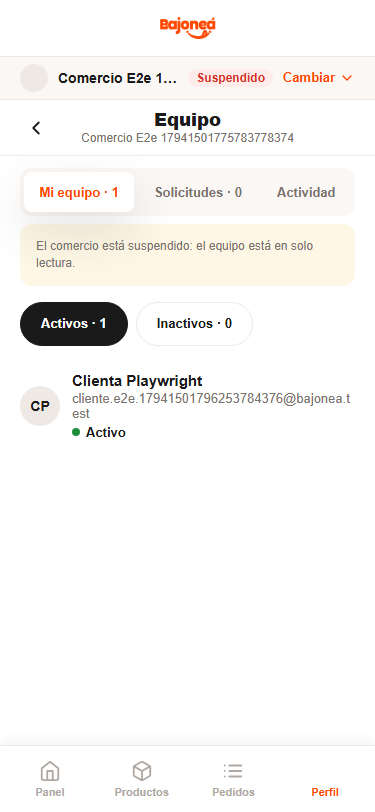 Bajoneá
Comercio E2e 1... Suspendido Cambiar
Equipo
Comercio E2e 17941501775783778374
Mi equipo · 1 Solicitudes · 0 Actividad
El comercio está suspendido: el equipo está en solo
lectura.
Activos · 1 Inactivos · 0
CP
Clienta Playwright
cliente.e2e.17941501796253784376@bajonea.t
est
Activo
Panel Productos Pedidos Perfil